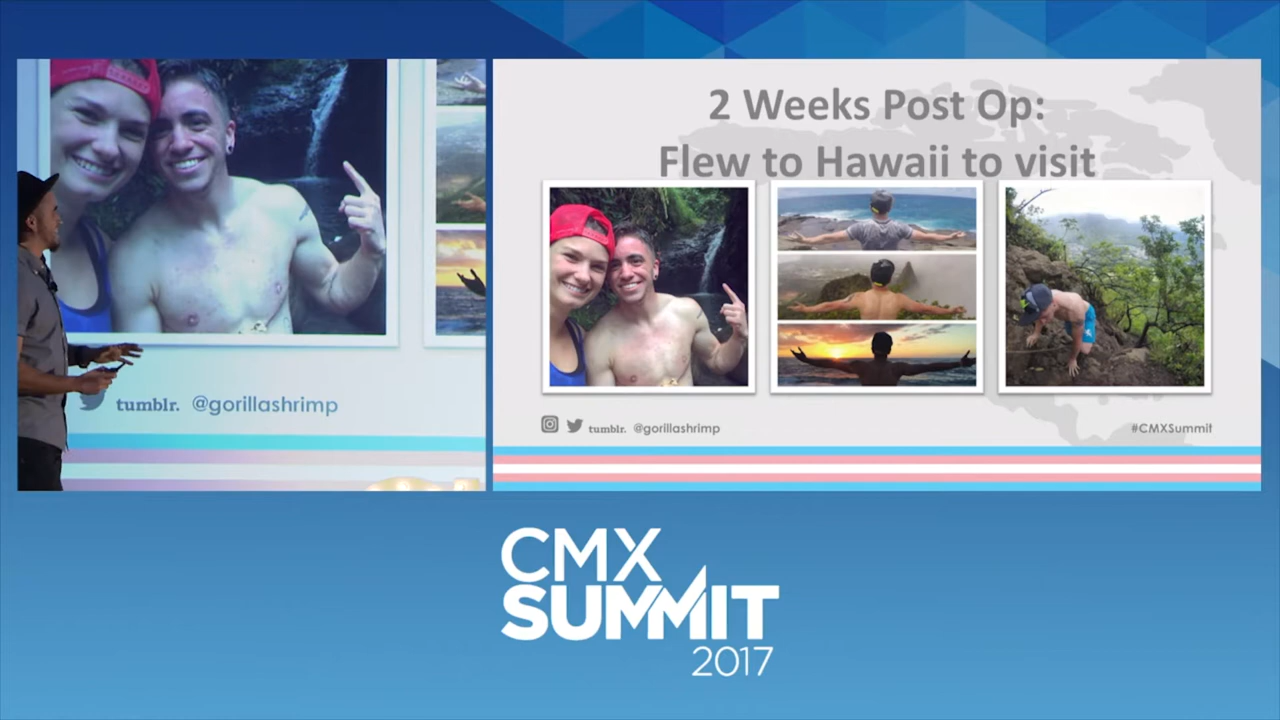 2 Weeks Post Op:
Flew to Hawaii to visit
tumblr. @gorillashrimp
tumblr. @gorillashrimp
#CMXSummit
CMX
SUMMIT
2017